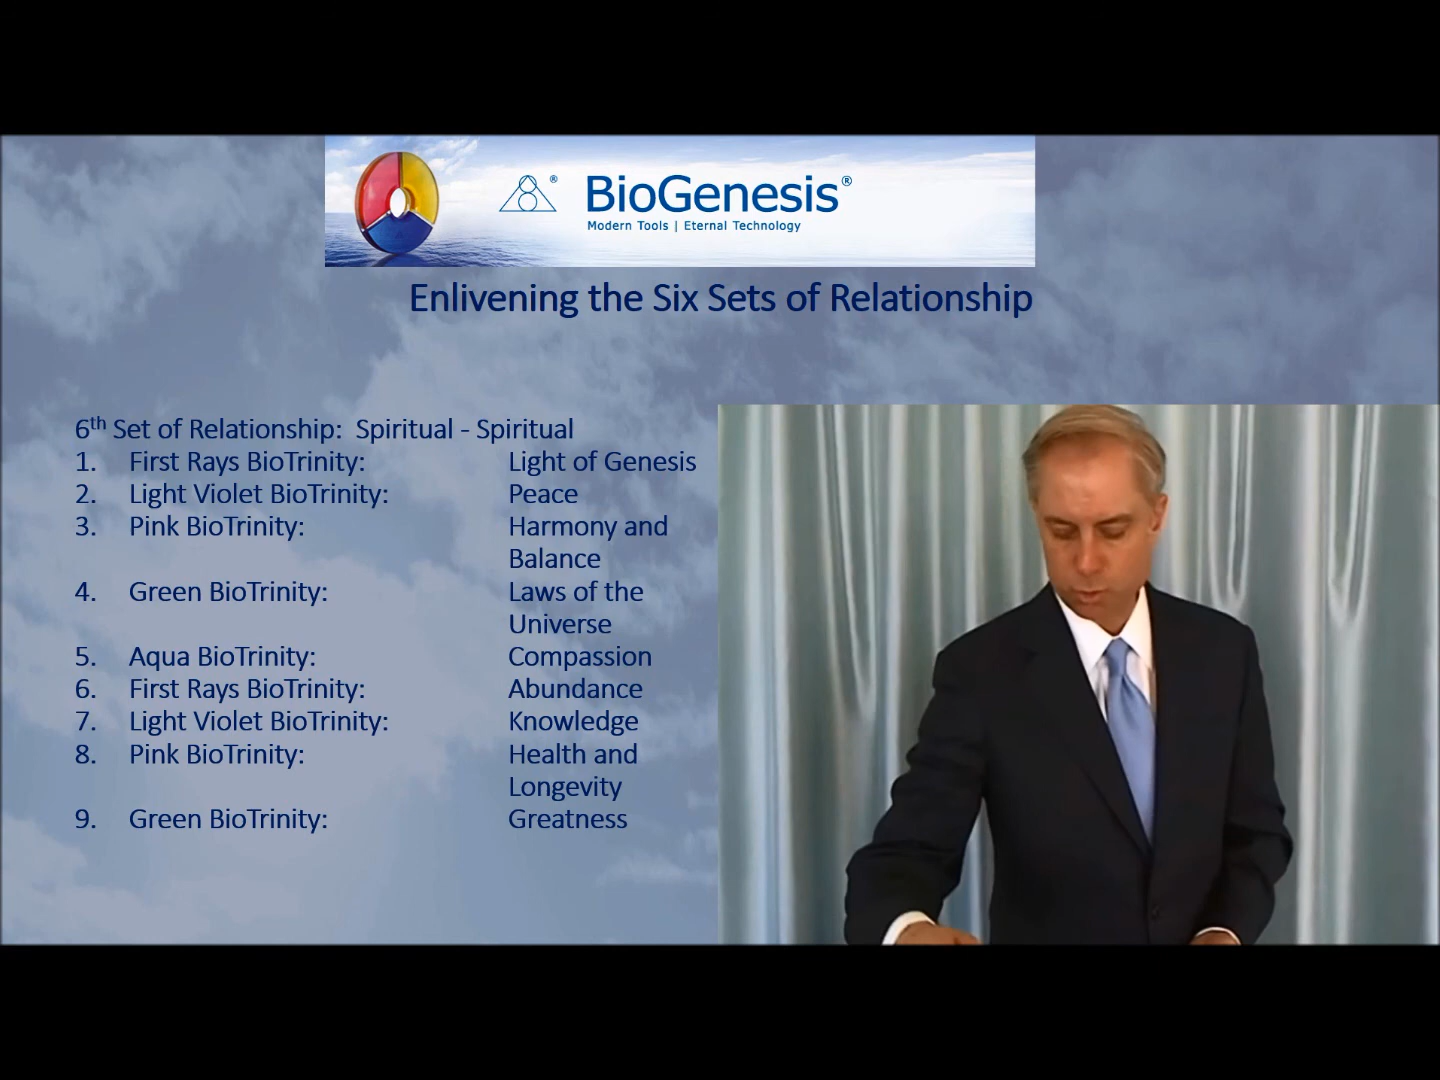 BioGenesis®
®
Modern Tools | Eternal Technology
Enlivening the Six Sets of Relationship
6th Set of Relationship: Spiritual - Spiritual
1. First Rays BioTrinity: Light of Genesis
2. Light Violet BioTrinity: Peace
3. Pink BioTrinity: Harmony and
Balance
4. Green BioTrinity: Laws of the
Universe
5. Aqua BioTrinity: Compassion
6. First Rays BioTrinity: Abundance
7. Light Violet BioTrinity: Knowledge
8. Pink BioTrinity: Health and
Longevity
9. Green BioTrinity: Greatness